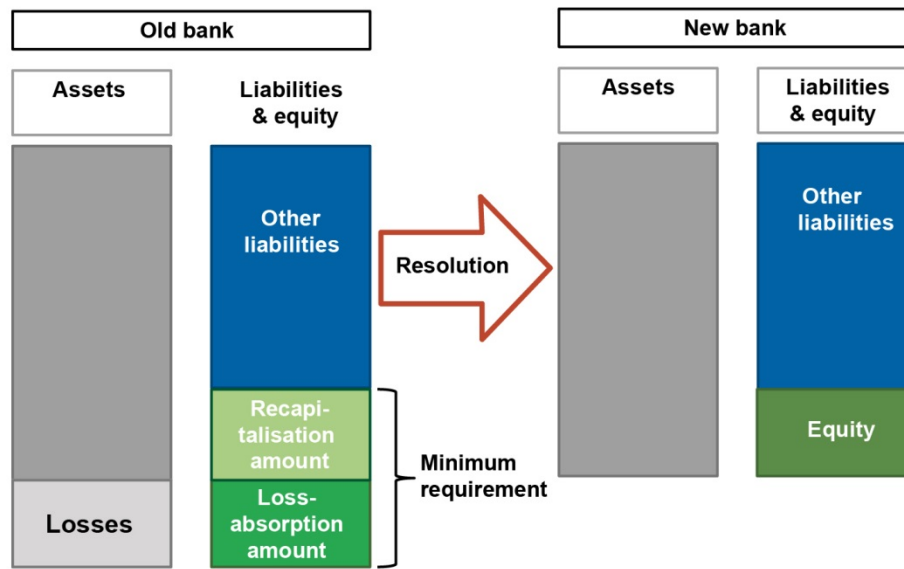 Old bank
New bank
Assets
Liabilities
& equity
Assets
Liabilities
& equity
Other
liabilities
Other
liabilities
Resolution
Recapi-
talisation
amount
Equity
Minimum
requirement
Losses
Loss-
absorption
amount